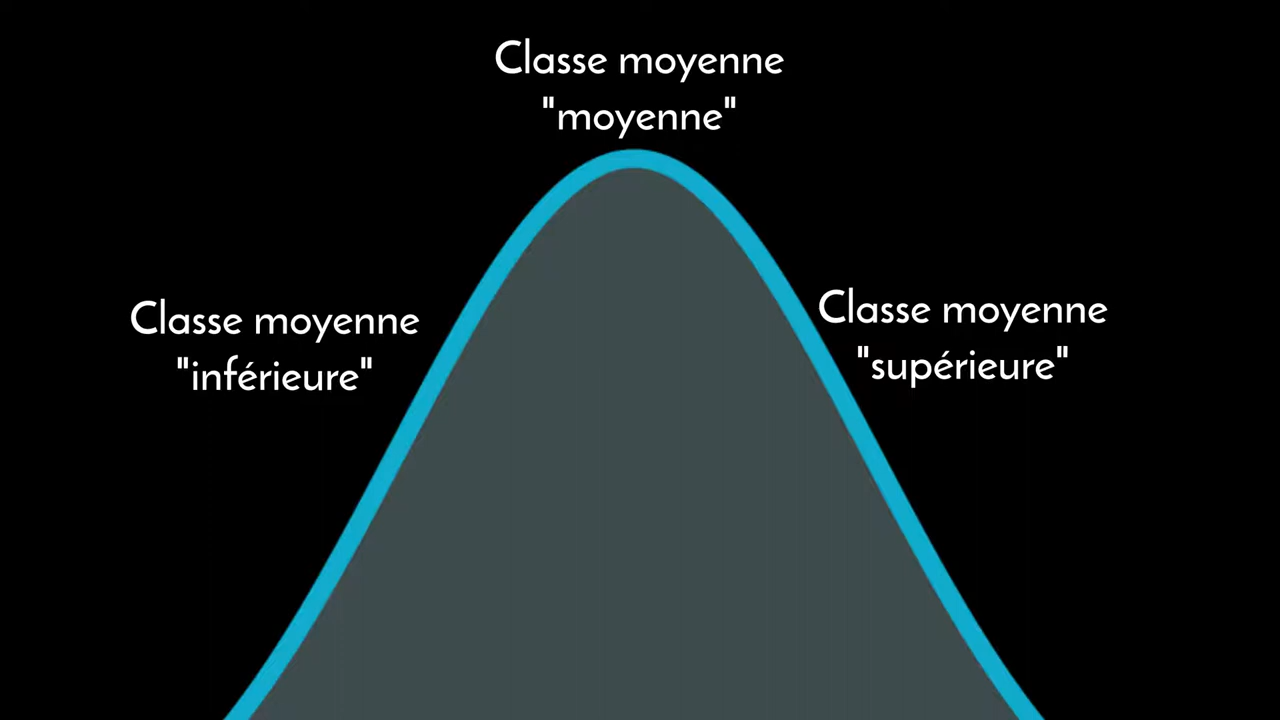 Classe moyenne
"moyenne"
Classe moyenne
"inférieure"
Classe moyenne
"supérieure"